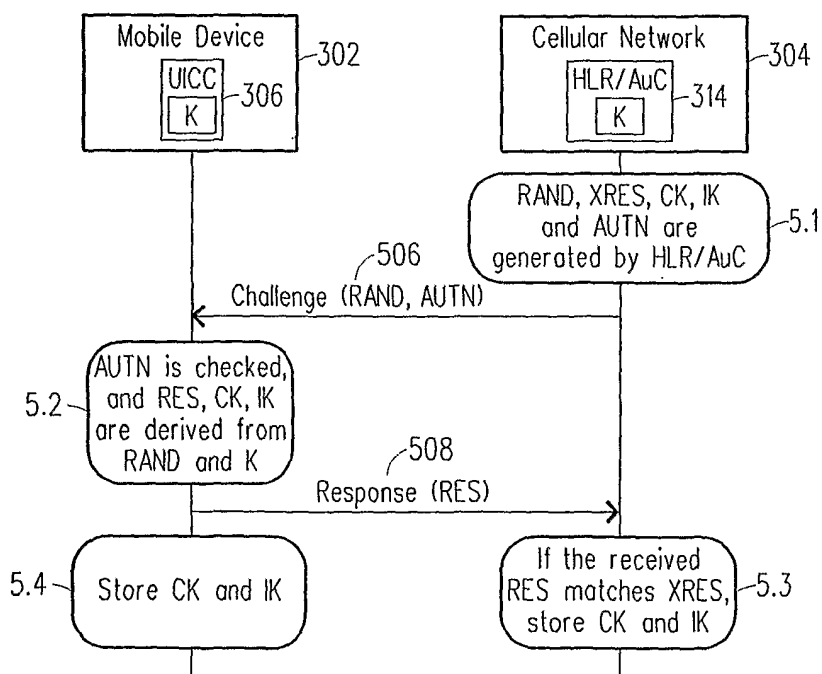 Mobile Device
302
UICC
306
K
Cellular Network
304
HLR/AuC
314
K
RAND, XRES, CK, IK
and AUTN are
generated by HLR/AuC
5.1
506
Challenge (RAND, AUTN)
AUTN is checked,
and RES, CK, IK
are derived from
RAND and K
5.2
508
Response (RES)
5.4
Store CK and IK
If the received
RES matches XRES,
store CK and IK
5.3